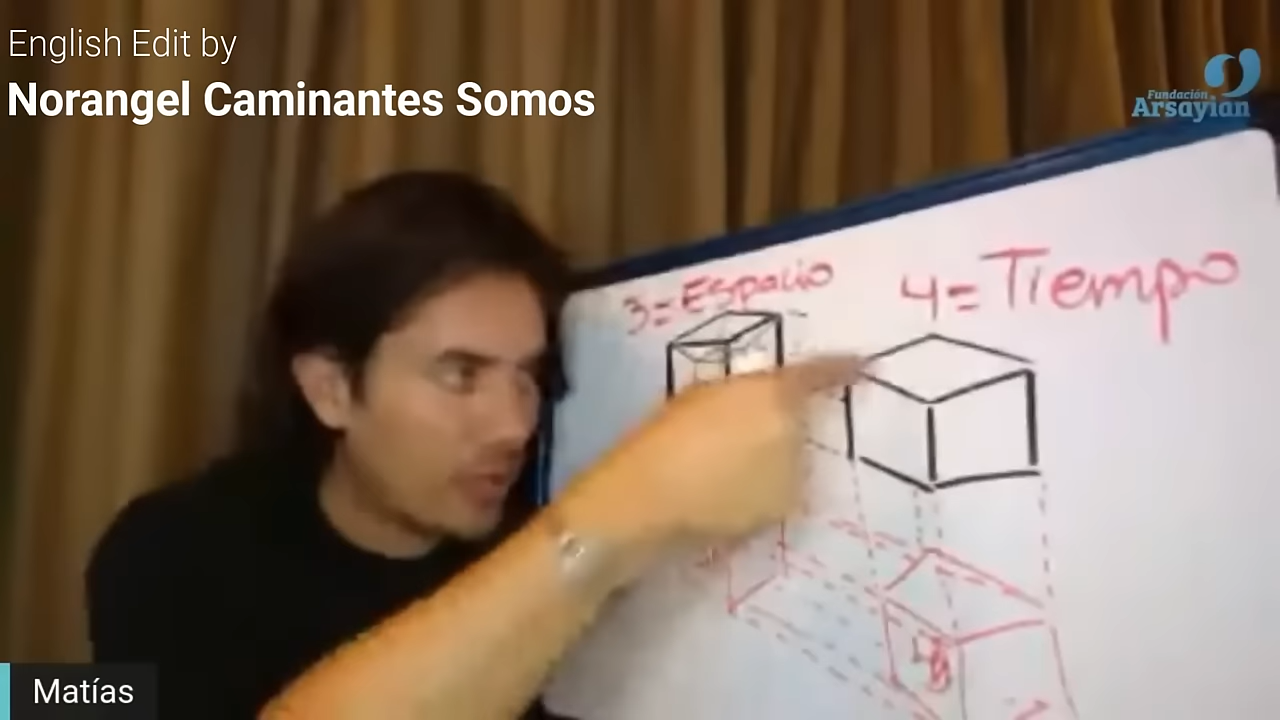 English Edit by
Norangel Caminantes Somos
Fundación
Arsayian
3=Espacio
4=Tiempo
Matías